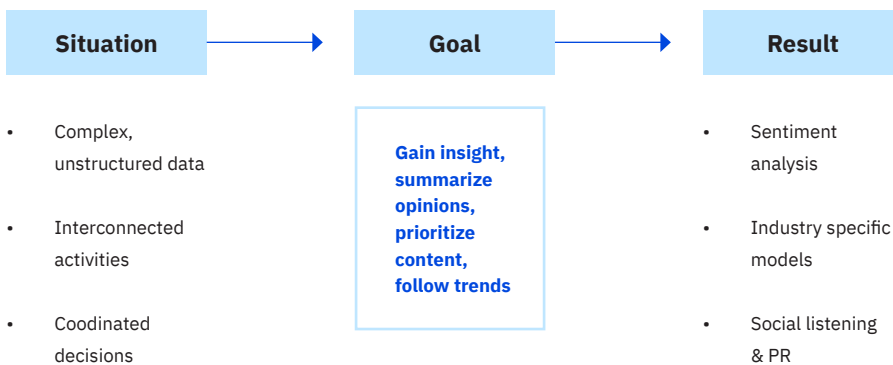 Situation
Goal
Result
• Complex,
unstructured data
• Interconnected
activities
• Coodinated
decisions
Gain insight,
summarize
opinions,
prioritize
content,
follow trends
• Sentiment
analysis
• Industry specific
models
• Social listening
& PR